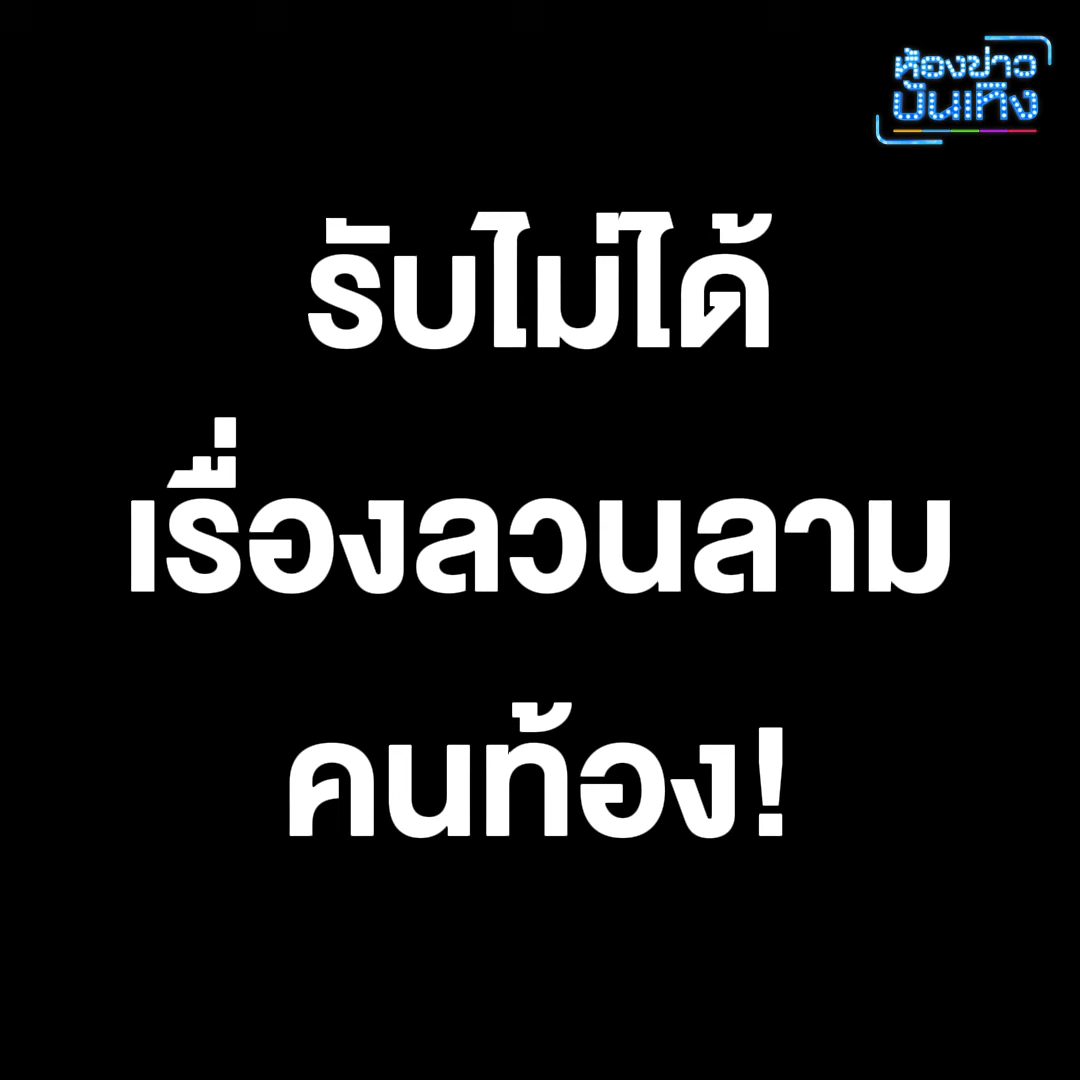 ห้องข่าว
บันเทิง
รับไม่ได้
เรื่องลวนลาม
คนท้อง!